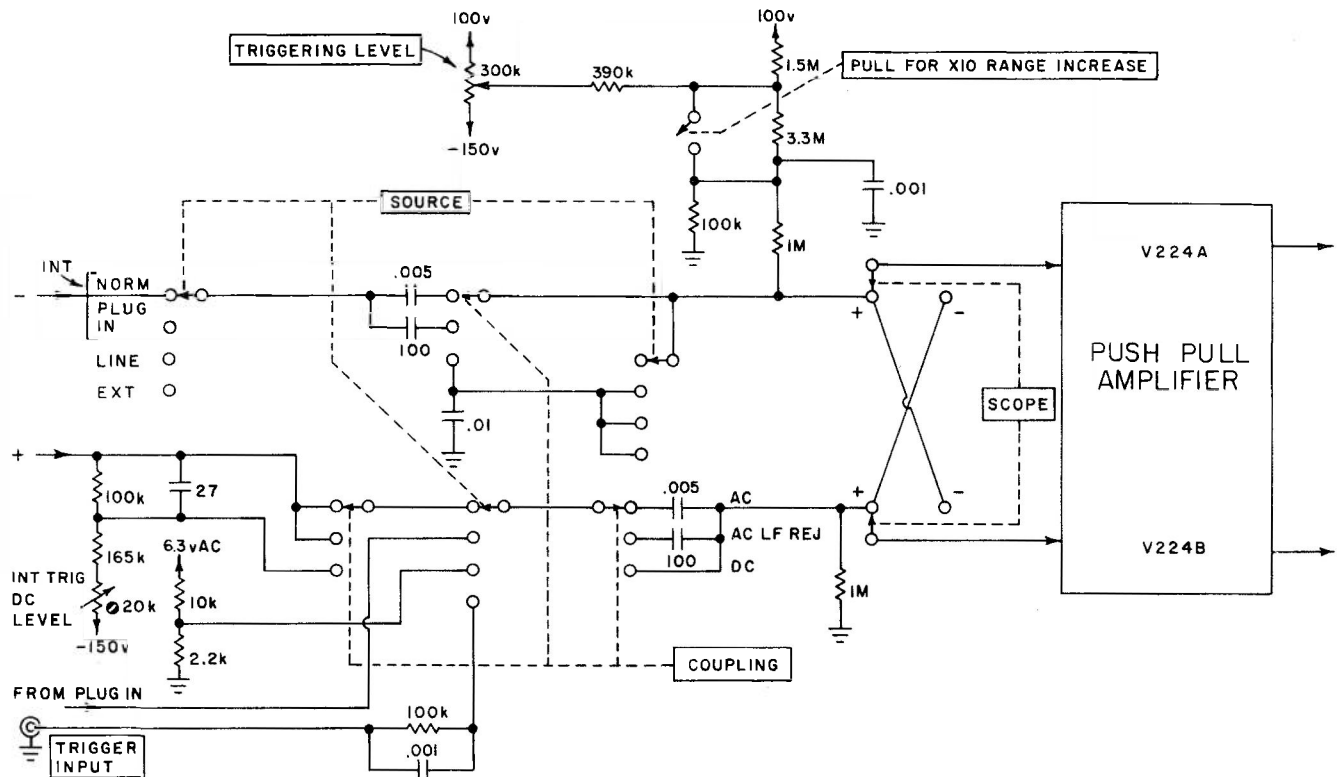 100v
100v
TRIGGERING LEVEL
300k
390k
1.5M
PULL FOR X10 RANGE INCREASE
-150v
3.3M
.001
SOURCE
100k
1M
INT
NORM
PLUG
IN
LINE
EXT
-
.005
100
.01
+
-
SCOPE
V224A
PUSH PULL
AMPLIFIER
V224B
+
100k
27
165k
6.3vAC
INT TRIG
DC
LEVEL
20k
-150v
10k
2.2k
.005
AC
AC LF REJ
100
DC
+
-
1M
COUPLING
FROM PLUG IN
TRIGGER
INPUT
100k
.001